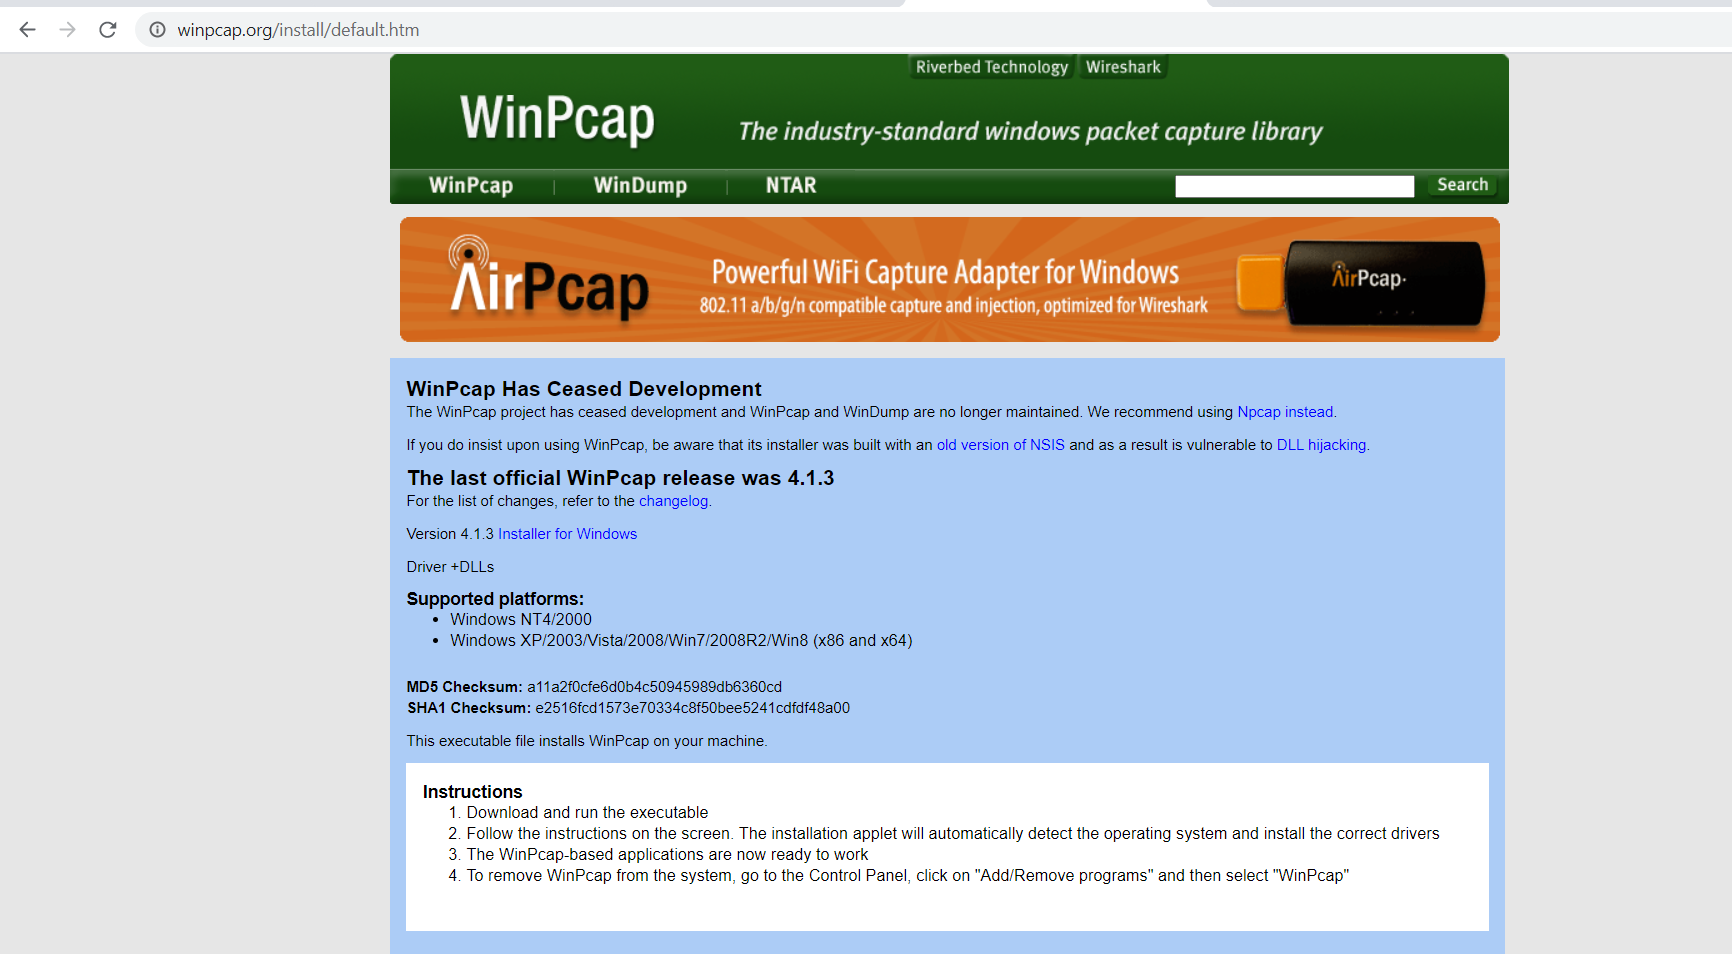 winpcap.org/install/default.htm
Riverbed Technology Wireshark
WinPcap
The industry-standard windows packet capture library
WinPcap | WinDump | NTAR Search
AirPcap
Powerful WiFi Capture Adapter for Windows
802.11 a/b/g/n compatible capture and injection, optimized for Wireshark
AirPcap
WinPcap Has Ceased Development
The WinPcap project has ceased development and WinPcap and WinDump are no longer maintained. We recommend using Npcap instead.
If you do insist upon using WinPcap, be aware that its installer was built with an old version of NSIS and as a result is vulnerable to DLL hijacking.
The last official WinPcap release was 4.1.3
For the list of changes, refer to the changelog.
Version 4.1.3 Installer for Windows
Driver +DLLs
Supported platforms:
• Windows NT4/2000
• Windows XP/2003/Vista/2008/Win7/2008R2/Win8 (x86 and x64)
MD5 Checksum: a11a2f0cfe6d0b4c50945989db6360cd
SHA1 Checksum: e2516fcd1573e70334c8f50bee5241cdfdf48a00
This executable file installs WinPcap on your machine.
Instructions
1. Download and run the executable
2. Follow the instructions on the screen. The installation applet will automatically detect the operating system and install the correct drivers
3. The WinPcap-based applications are now ready to work
4. To remove WinPcap from the system, go to the Control Panel, click on "Add/Remove programs" and then select "WinPcap"